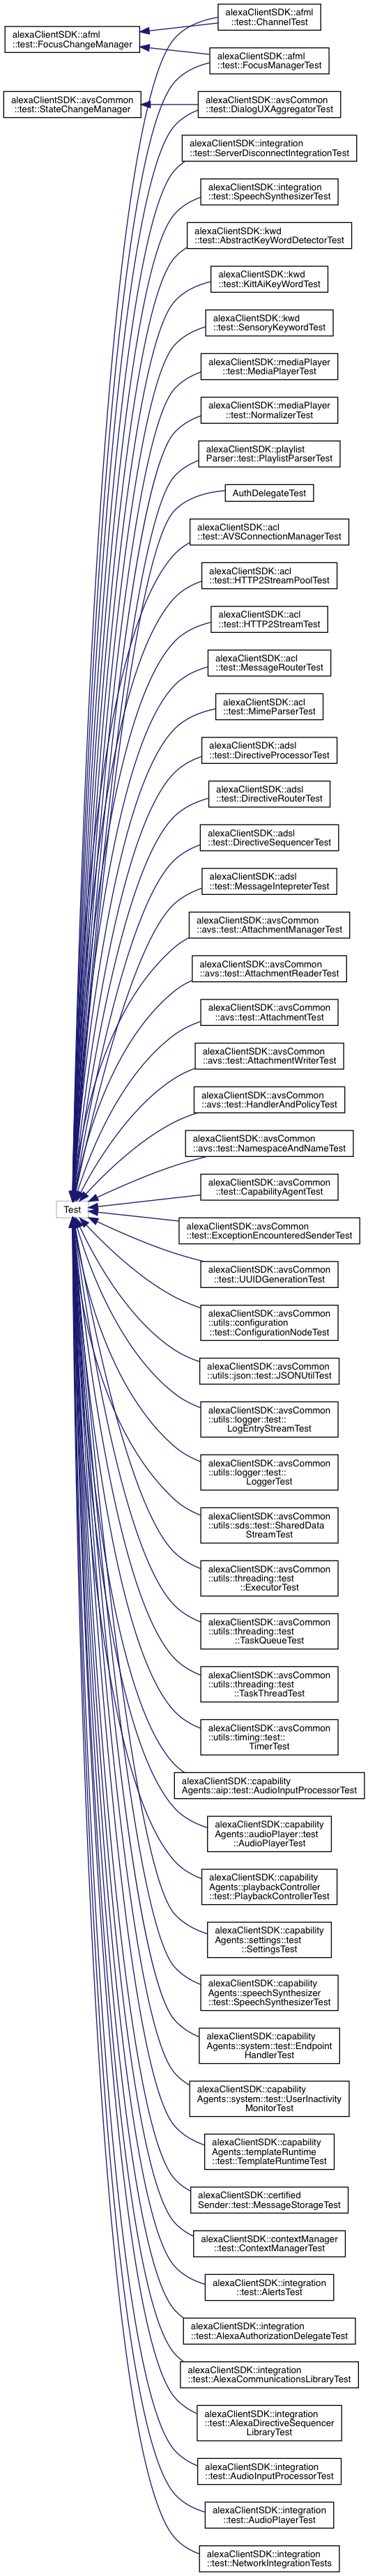 alexaClientSDK::afml
::test::ChannelTest
alexaClientSDK::afml
::test::FocusChangeManager
alexaClientSDK::afml
::test::FocusManagerTest
alexaClientSDK::avsCommon
::test::StateChangeManager
alexaClientSDK::avsCommon
::test::DialogUXAggregatorTest
alexaClientSDK::integration
::test::ServerDisconnectIntegrationTest
alexaClientSDK::integration
::test::SpeechSynthesizerTest
alexaClientSDK::kwd
::test::AbstractKeyWordDetectorTest
alexaClientSDK::kwd
::test::KittAiKeyWordTest
alexaClientSDK::kwd
::test::SensoryKeywordTest
alexaClientSDK::mediaPlayer
::test::MediaPlayerTest
alexaClientSDK::mediaPlayer
::test::NormalizerTest
alexaClientSDK::playlist
Parser::test::PlaylistParserTest
AuthDelegateTest
alexaClientSDK::acl
::test::AVSConnectionManagerTest
alexaClientSDK::acl
::test::HTTP2StreamPoolTest
alexaClientSDK::acl
::test::HTTP2StreamTest
alexaClientSDK::acl
::test::MessageRouterTest
alexaClientSDK::acl
::test::MimeParserTest
alexaClientSDK::adsl
::test::DirectiveProcessorTest
alexaClientSDK::adsl
::test::DirectiveRouterTest
alexaClientSDK::adsl
::test::DirectiveSequencerTest
alexaClientSDK::adsl
::test::MessageIntepreterTest
alexaClientSDK::avsCommon
::avs::test::AttachmentManagerTest
alexaClientSDK::avsCommon
::avs::test::AttachmentReaderTest
alexaClientSDK::avsCommon
::avs::test::AttachmentTest
alexaClientSDK::avsCommon
::avs::test::AttachmentWriterTest
alexaClientSDK::avsCommon
::avs::test::HandlerAndPolicyTest
alexaClientSDK::avsCommon
::avs::test::NamespaceAndNameTest
alexaClientSDK::avsCommon
::test::CapabilityAgentTest
Test
alexaClientSDK::avsCommon
::test::ExceptionEncounteredSenderTest
alexaClientSDK::avsCommon
::test::UUIDGenerationTest
alexaClientSDK::avsCommon
::utils::configuration
::test::ConfigurationNodeTest
alexaClientSDK::avsCommon
::utils::json::test::JSONUtilTest
alexaClientSDK::avsCommon
::utils::logger::test::
LogEntryStreamTest
alexaClientSDK::avsCommon
::utils::logger::test::
LoggerTest
alexaClientSDK::avsCommon
::utils::sds::test::SharedData
StreamTest
alexaClientSDK::avsCommon
::utils::threading::test
::ExecutorTest
alexaClientSDK::avsCommon
::utils::threading::test
::TaskQueueTest
alexaClientSDK::avsCommon
::utils::threading::test
::TaskThreadTest
alexaClientSDK::avsCommon
::utils::timing::test::
TimerTest
alexaClientSDK::capability
Agents::aip::test::AudioInputProcessorTest
alexaClientSDK::capability
Agents::audioPlayer::test
::AudioPlayerTest
alexaClientSDK::capability
Agents::playbackController
::test::PlaybackControllerTest
alexaClientSDK::capability
Agents::settings::test
::SettingsTest
alexaClientSDK::capability
Agents::speechSynthesizer
::test::SpeechSynthesizerTest
alexaClientSDK::capability
Agents::system::test::Endpoint
HandlerTest
alexaClientSDK::capability
Agents::system::test::UserInactivity
MonitorTest
alexaClientSDK::capability
Agents::templateRuntime
::test::TemplateRuntimeTest
alexaClientSDK::certified
Sender::test::MessageStorageTest
alexaClientSDK::contextManager
::test::ContextManagerTest
alexaClientSDK::integration
::test::AlertsTest
alexaClientSDK::integration
::test::AlexaAuthorizationDelegateTest
alexaClientSDK::integration
::test::AlexaCommunicationsLibraryTest
alexaClientSDK::integration
::test::AlexaDirectiveSequencer
LibraryTest
alexaClientSDK::integration
::test::AudioInputProcessorTest
alexaClientSDK::integration
::test::AudioPlayerTest
alexaClientSDK::integration
::test::NetworkIntegrationTests